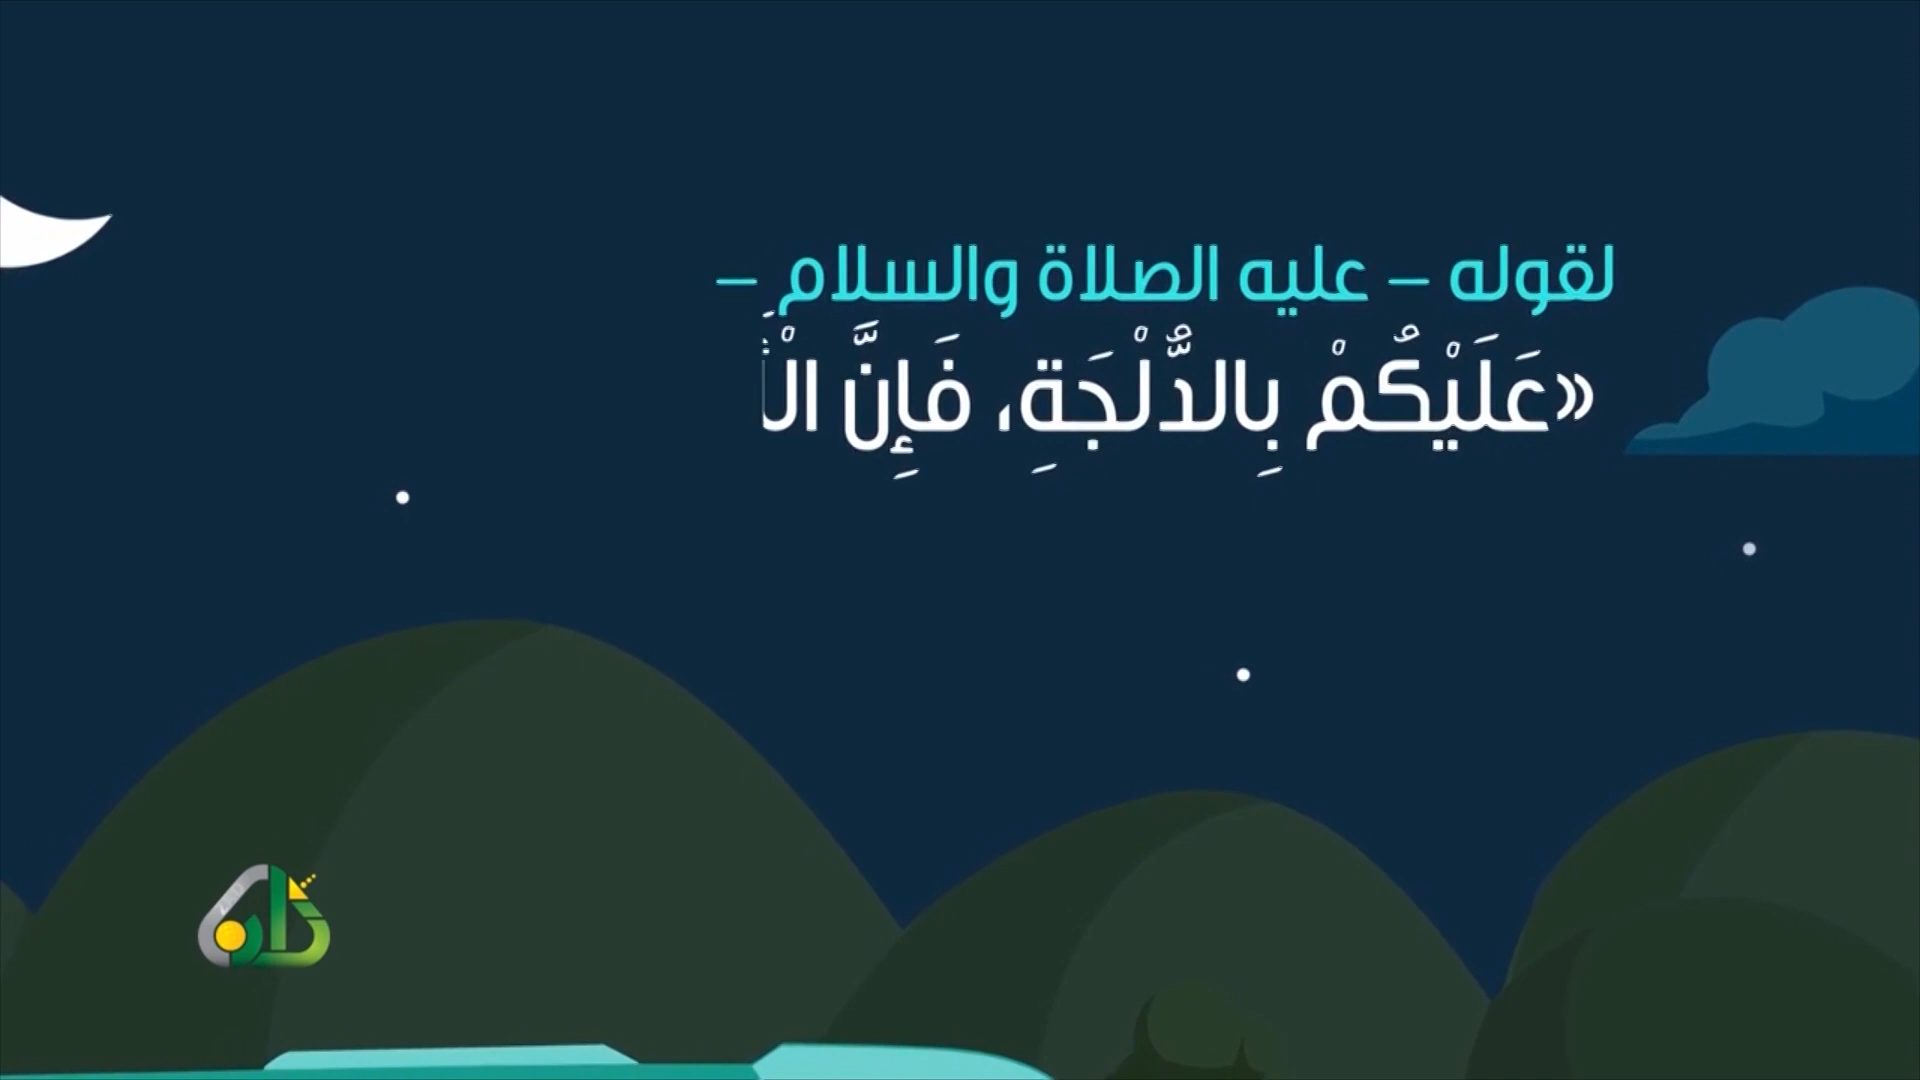 لقوله – عليه الصلاة والسلام –
«عَلَيْكُمْ بِالدُّلْجَةِ، فَإِنَّ